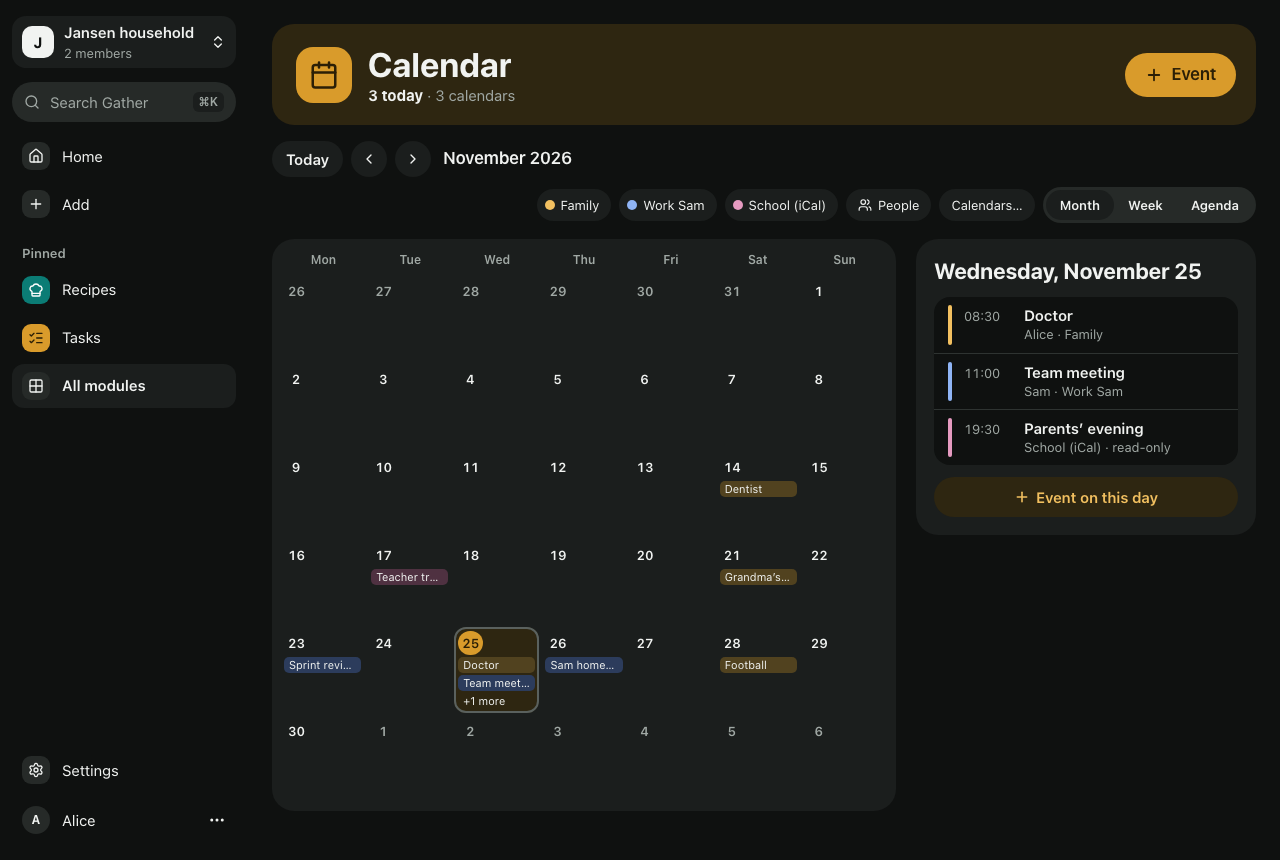 J
Jansen household
2 members
Search Gather
⌘K
Home
Add
Pinned
Recipes
Tasks
All modules
Settings
A
Alice
Calendar
3 today · 3 calendars
Event
Today
November 2026
Family
Work Sam
School (iCal)
People
Calendars...
Month
Week
Agenda
Mon Tue Wed Thu Fri Sat Sun
26 27 28 29 30 31 1
2 3 4 5 6 7 8
9 10 11 12 13 14 15
Dentist
16 17 18 19 20 21 22
Teacher tr...
Grandma’s...
23 24 25 26 27 28 29
Sprint revi...
Doctor
Sam home...
Football
Team meet...
+1 more
30 1 2 3 4 5 6
Wednesday, November 25
08:30
Doctor
Alice · Family
11:00
Team meeting
Sam · Work Sam
19:30
Parents’ evening
School (iCal) · read-only
Event on this day